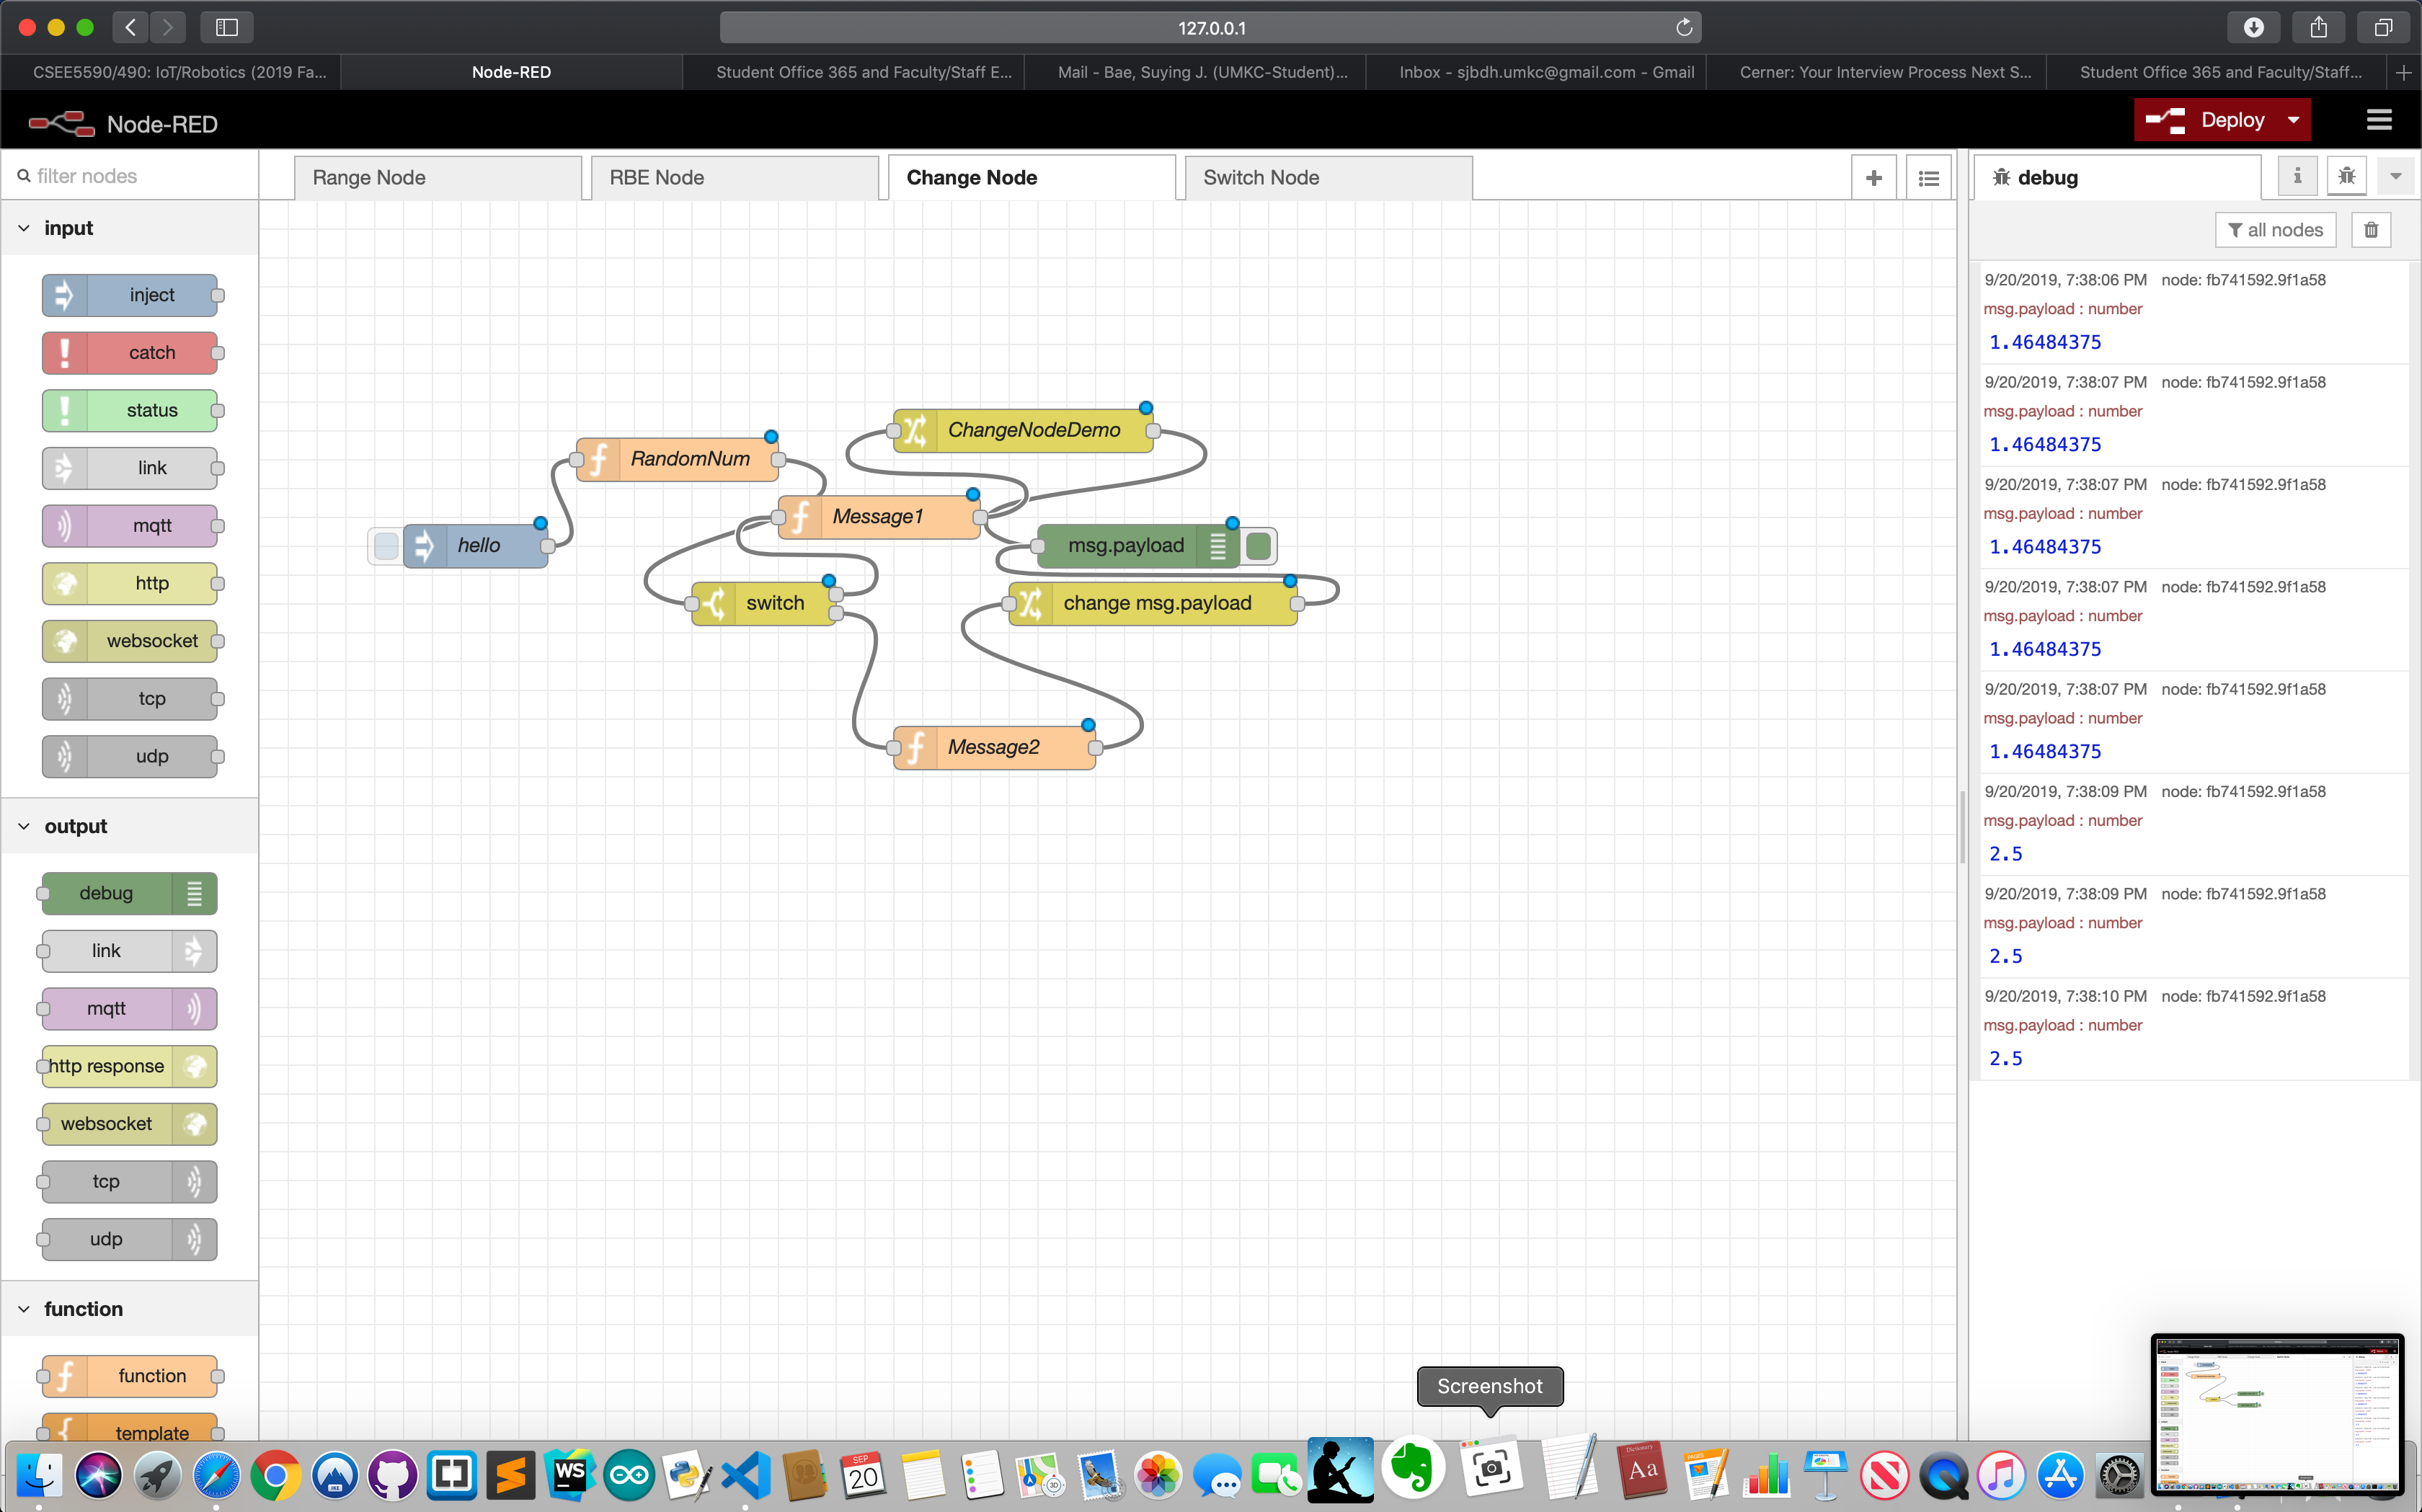 127.0.0.1
CSEE5590/490: IoT/Robotics (2019 Fa...
Node-RED
Student Office 365 and Faculty/Staff E...
Mail - Bae, Suying J. (UMKC-Student)...
Inbox - sjbdh.umkc@gmail.com - Gmail
Cerner: Your Interview Process Next S...
Student Office 365 and Faculty/Staff...
Node-RED
Deploy
filter nodes
Range Node
RBE Node
Change Node
Switch Node
debug
i
all nodes
input
inject
catch
status
link
mqtt
http
websocket
tcp
udp
output
debug
link
mqtt
http response
websocket
tcp
udp
function
function
template
hello
RandomNum
ChangeNodeDemo
Message1
msg.payload
switch
change msg.payload
Message2
9/20/2019, 7:38:06 PM node: fb741592.9f1a58
msg.payload : number
1.46484375
9/20/2019, 7:38:07 PM node: fb741592.9f1a58
msg.payload : number
1.46484375
9/20/2019, 7:38:07 PM node: fb741592.9f1a58
msg.payload : number
1.46484375
9/20/2019, 7:38:07 PM node: fb741592.9f1a58
msg.payload : number
1.46484375
9/20/2019, 7:38:07 PM node: fb741592.9f1a58
msg.payload : number
1.46484375
9/20/2019, 7:38:09 PM node: fb741592.9f1a58
msg.payload : number
2.5
9/20/2019, 7:38:09 PM node: fb741592.9f1a58
msg.payload : number
2.5
9/20/2019, 7:38:10 PM node: fb741592.9f1a58
msg.payload : number
2.5
Screenshot
WS
SEP
20
3D
Dictionary
Aa
PAGES